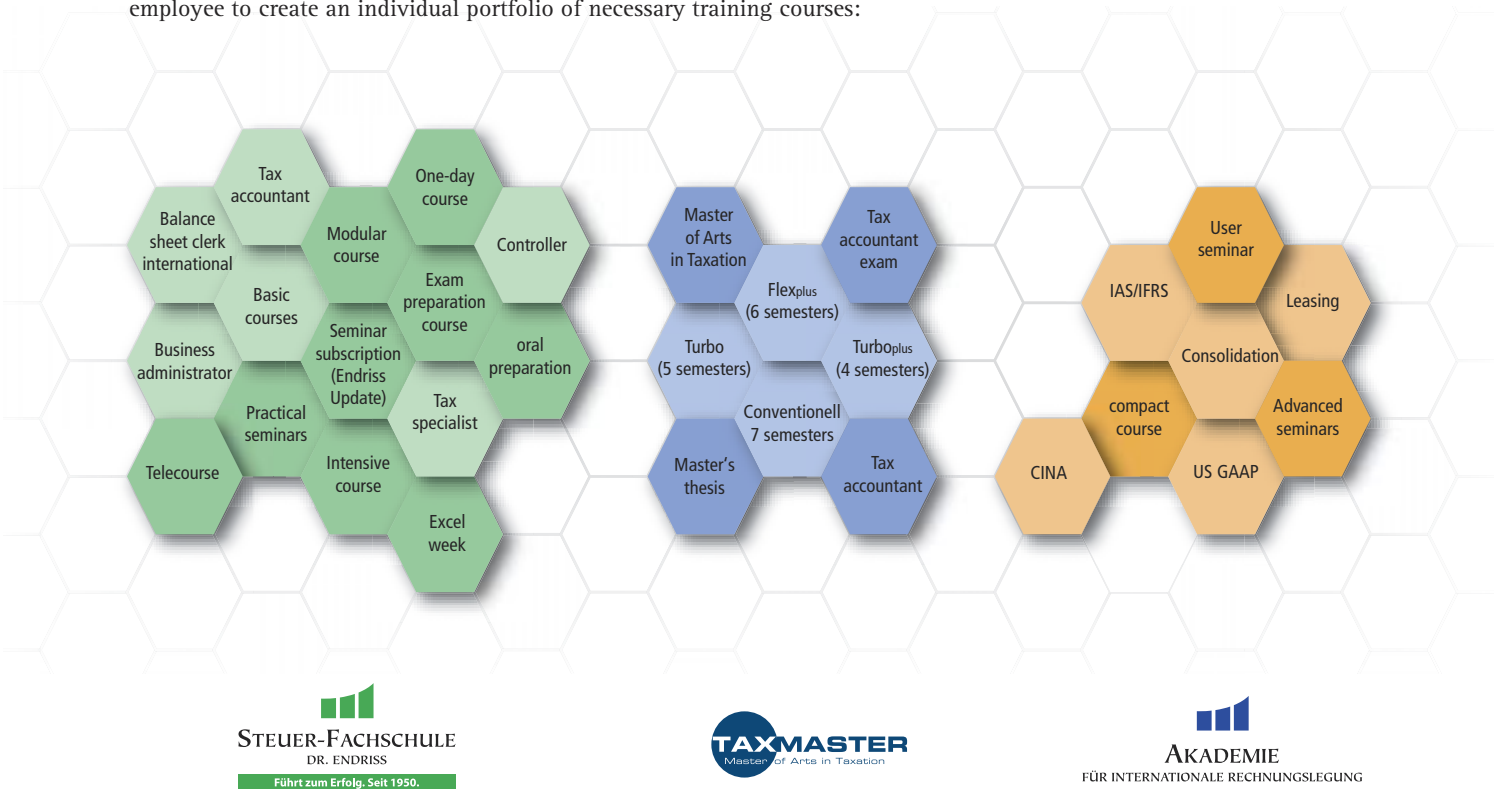 employee to create an individual portfolio of necessary training courses:
Tax
accountant
One-day
course
Balance
sheet clerk
international
Modular
course
Controller
Basic
courses
Exam
preparation
course
Business
administrator
Seminar
subscription
(Endriss
Update)
oral
preparation
Practical
seminars
Tax
specialist
Telecourse
Intensive
course
Excel
week
Master
of Arts
in Taxation
Tax
accountant
exam
Flexplus
(6 semesters)
Turbo
(5 semesters)
Turboplus
(4 semesters)
Conventionell
7 semesters
Master's
thesis
Tax
accountant
User
seminar
IAS/IFRS
Leasing
Consolidation
compact
course
Advanced
seminars
CINA
US GAAP
STEUER-FACHSCHULE
DR. ENDRISS
Führt zum Erfolg. Seit 1950.
TAXMASTER
Master of Arts in Taxation
AKADEMIE
FÜR INTERNATIONALE RECHNUNGSLEGUNG